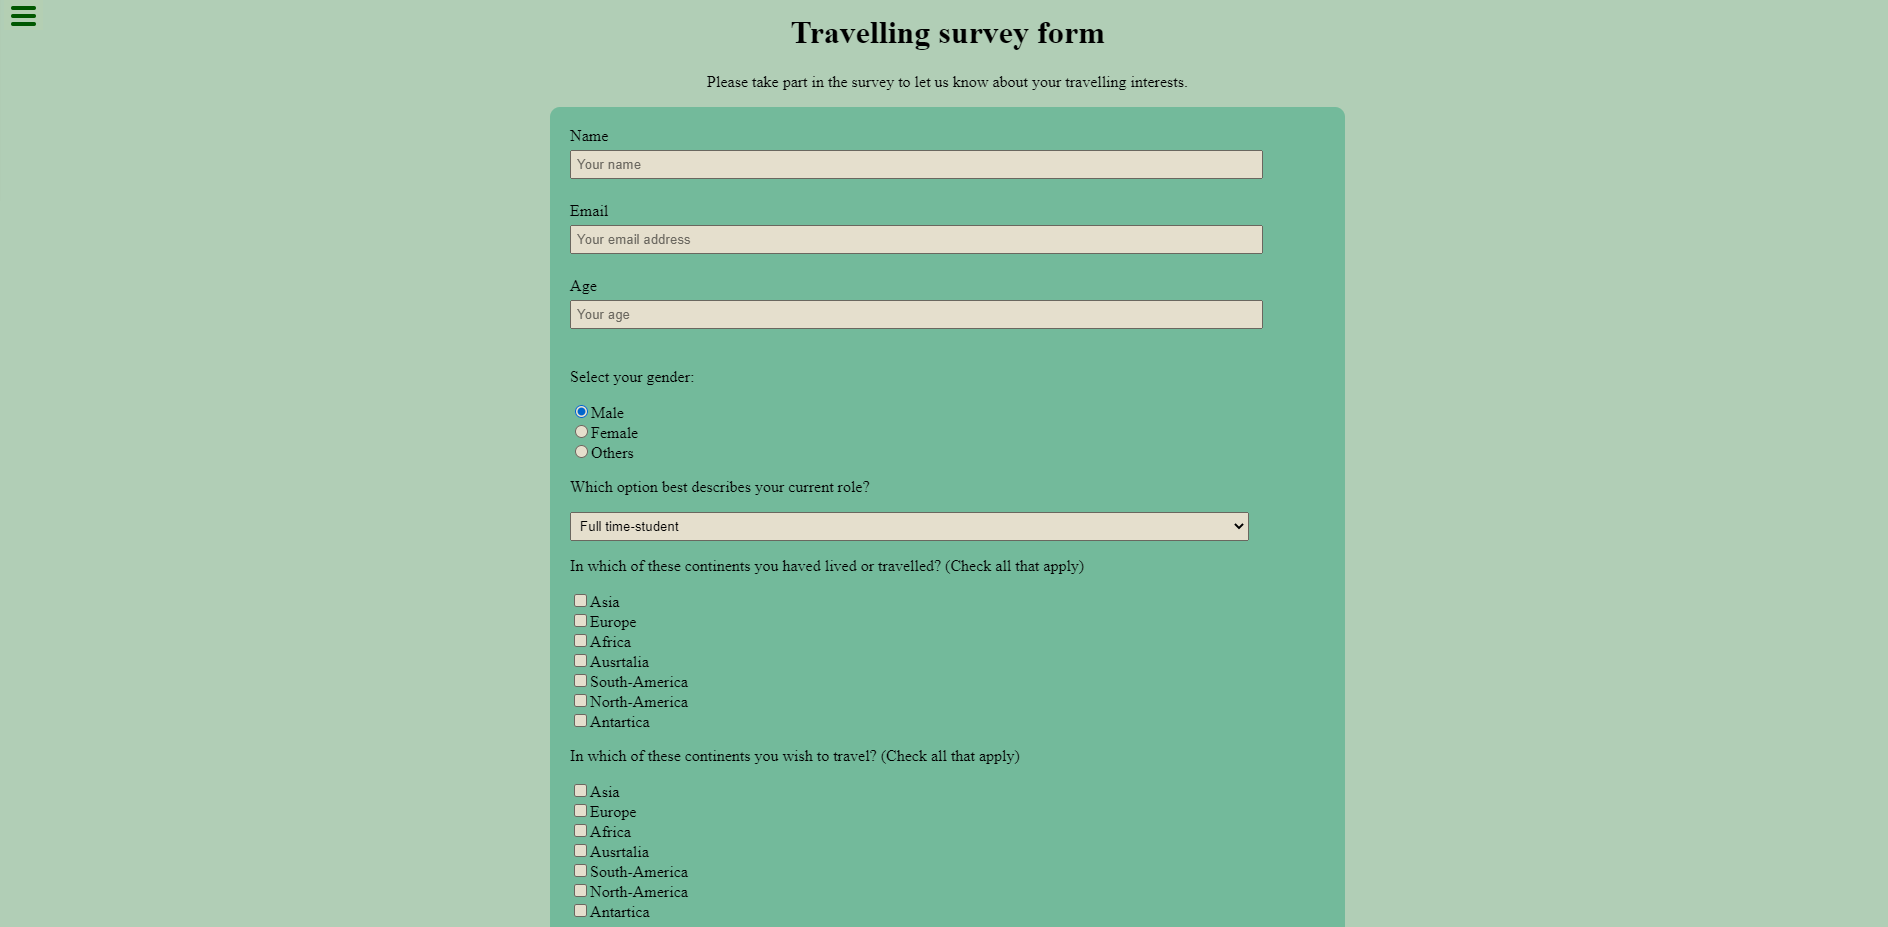 Travelling survey form
Please take part in the survey to let us know about your travelling interests.
Name
Your name
Email
Your email address
Age
Your age
Select your gender:
Male
Female
Others
Which option best describes your current role?
Full time-student
In which of these continents you haved lived or travelled? (Check all that apply)
Asia
Europe
Africa
Ausrtalia
South-America
North-America
Antartica
In which of these continents you wish to travel? (Check all that apply)
Asia
Europe
Africa
Ausrtalia
South-America
North-America
Antartica